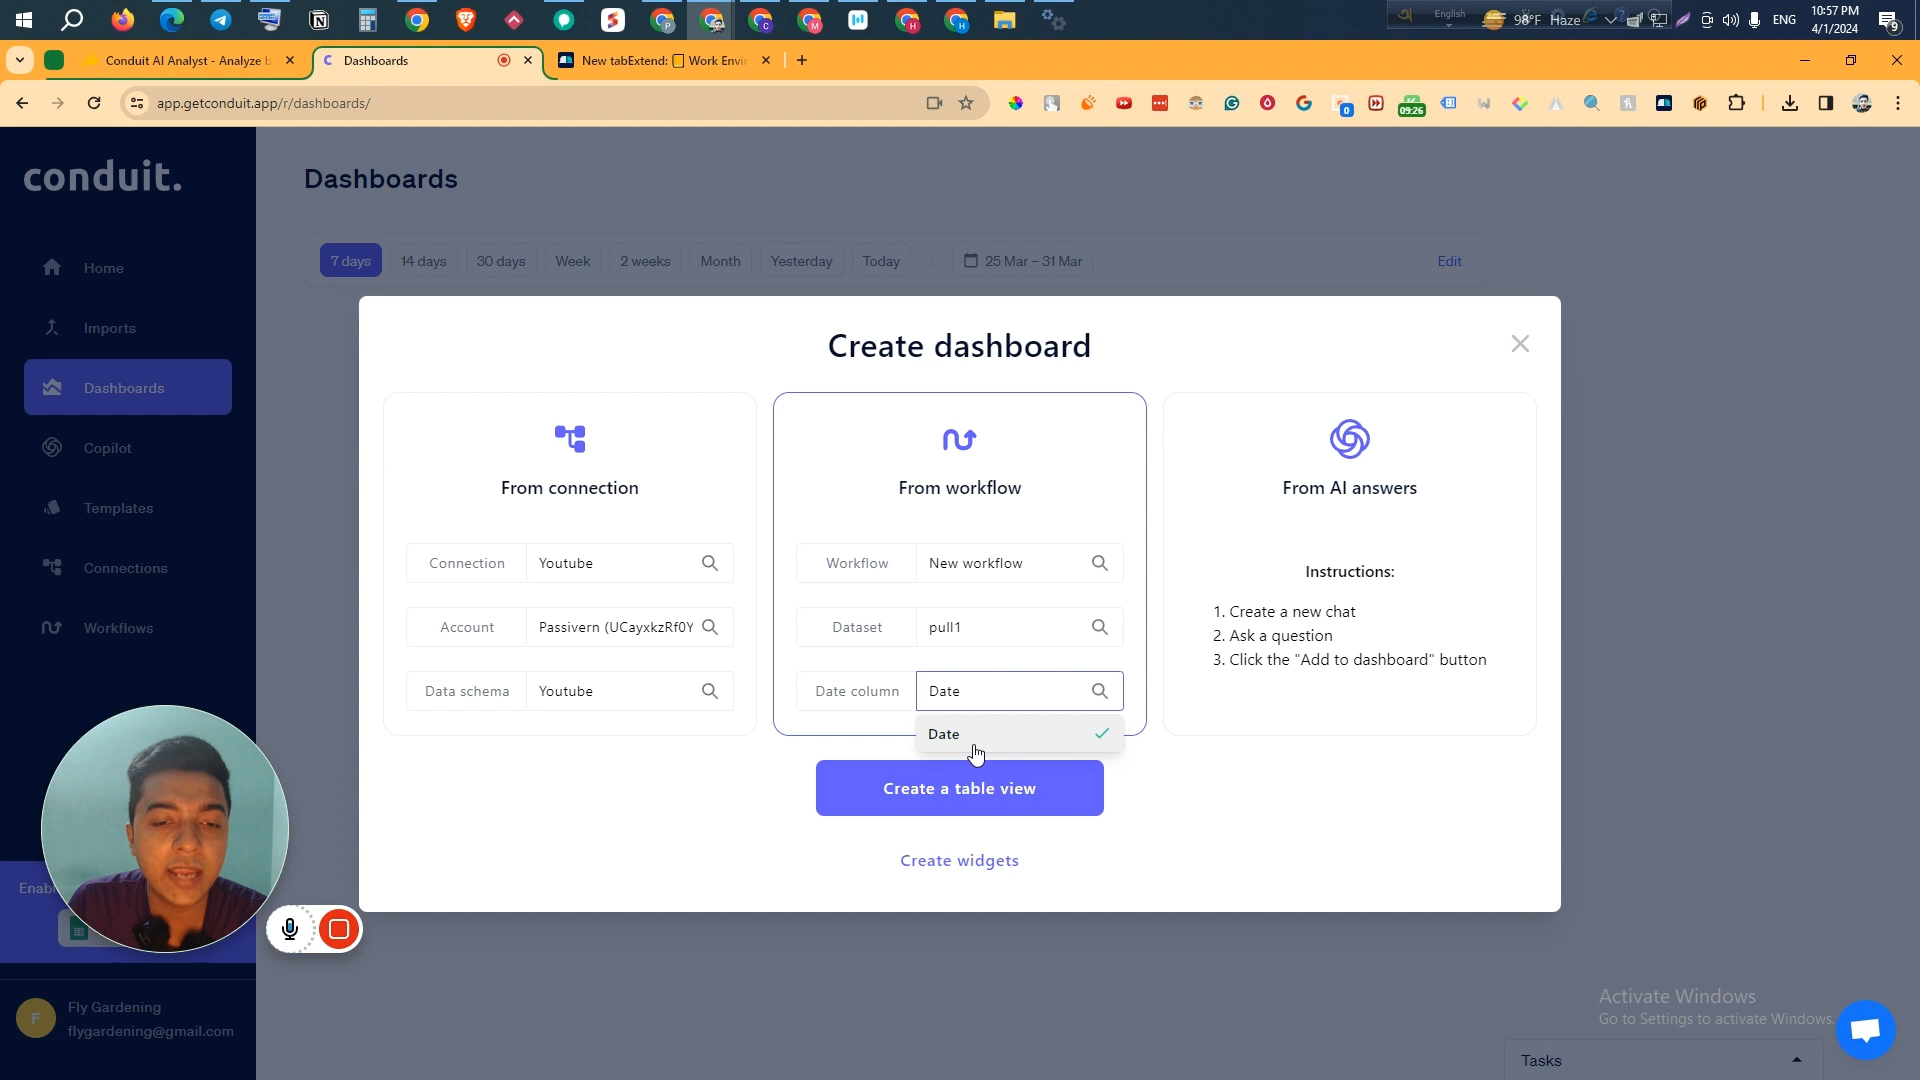 English
98°F Haze
ENG
10:57 PM
4/1/2024
9
Conduit AI Analyst - Analyze b
Dashboards
New tabExtend: Work Envir
app.getconduit.app/r/dashboards/
0
09:26
conduit.
Home
Imports
Dashboards
Copilot
Templates
Connections
Workflows
Dashboards
7 days
14 days
30 days
Week
2 weeks
Month
Yesterday
Today
25 Mar – 31 Mar
Edit
Create dashboard
From connection
Connection
Youtube
Account
Passivern (UCayxkzRf0Y
Data schema
Youtube
From workflow
Workflow
New workflow
Dataset
pull1
Date column
Date
Date
From AI answers
Instructions:
1. Create a new chat
2. Ask a question
3. Click the "Add to dashboard" button
Create a table view
Create widgets
Enabl
F
Fly Gardening
flygardening@gmail.com
Activate Windows
Go to Settings to activate Windows.
Tasks